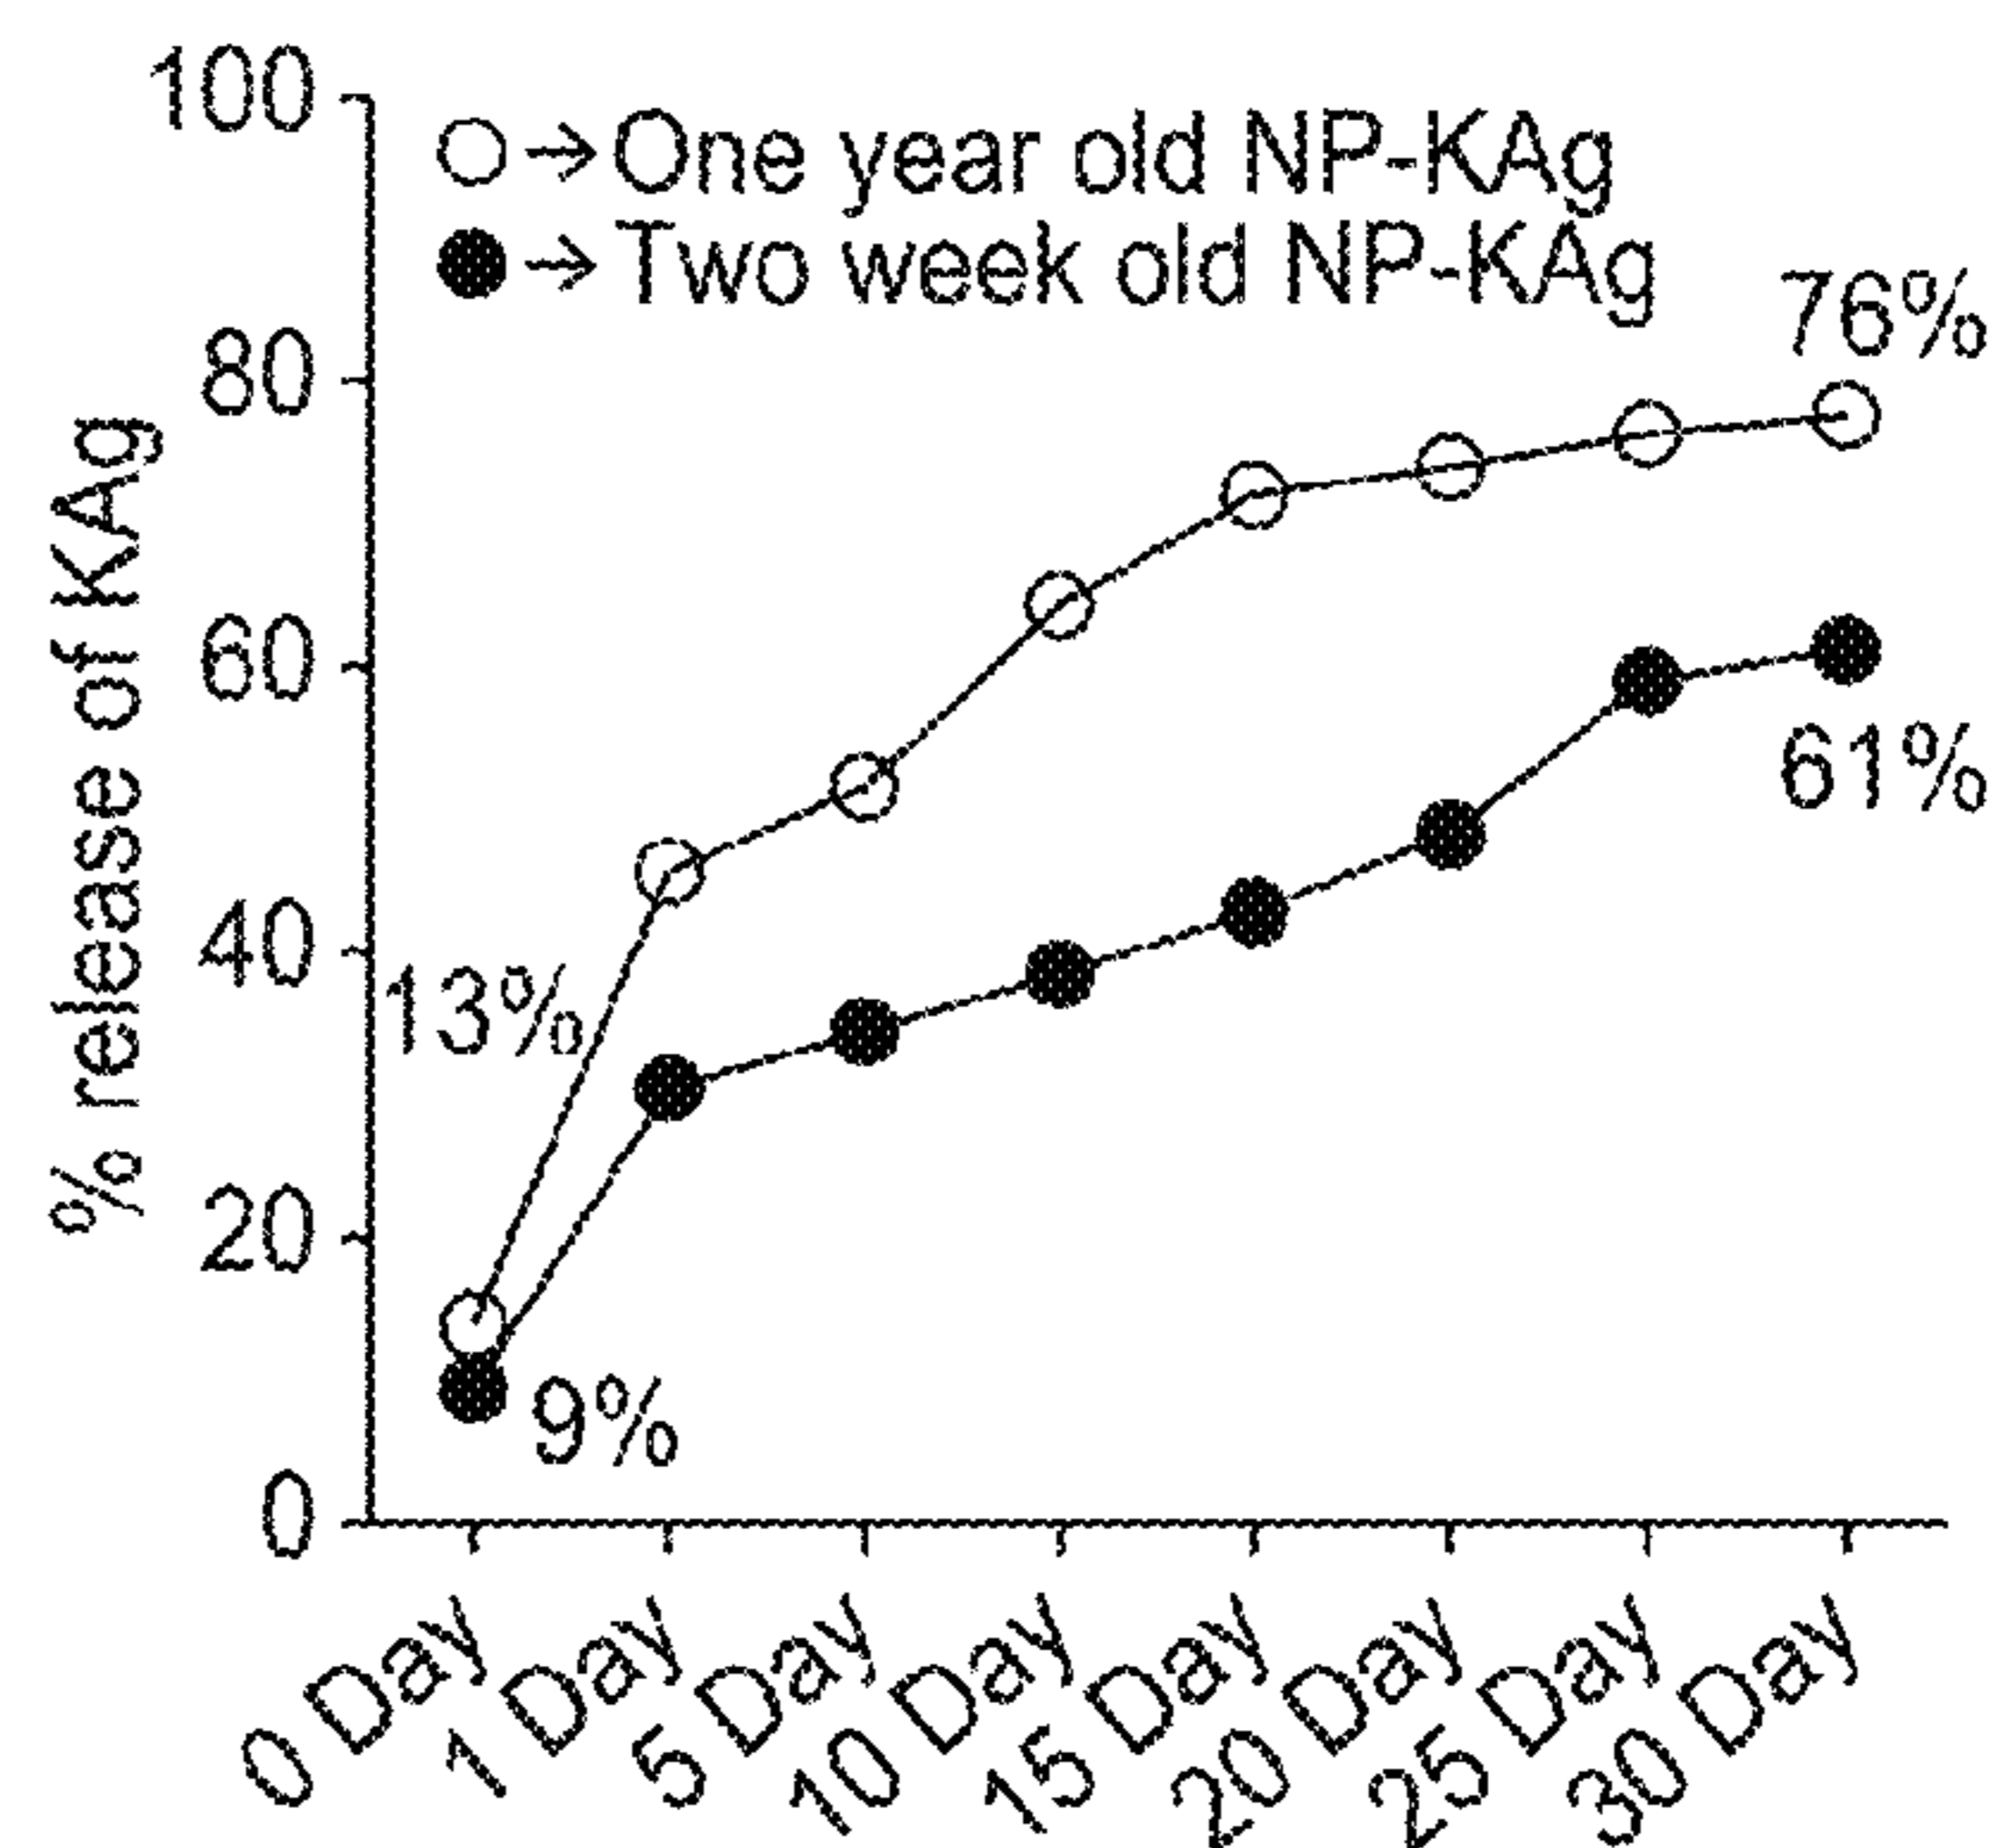 100
80
60
40
20
0
% release of KAg
○→One year old NP-KAg
●→Two week old NP-KAg
76%
61%
13%
9%
0 Day
1 Day
5 Day
10 Day
15 Day
20 Day
25 Day
30 Day